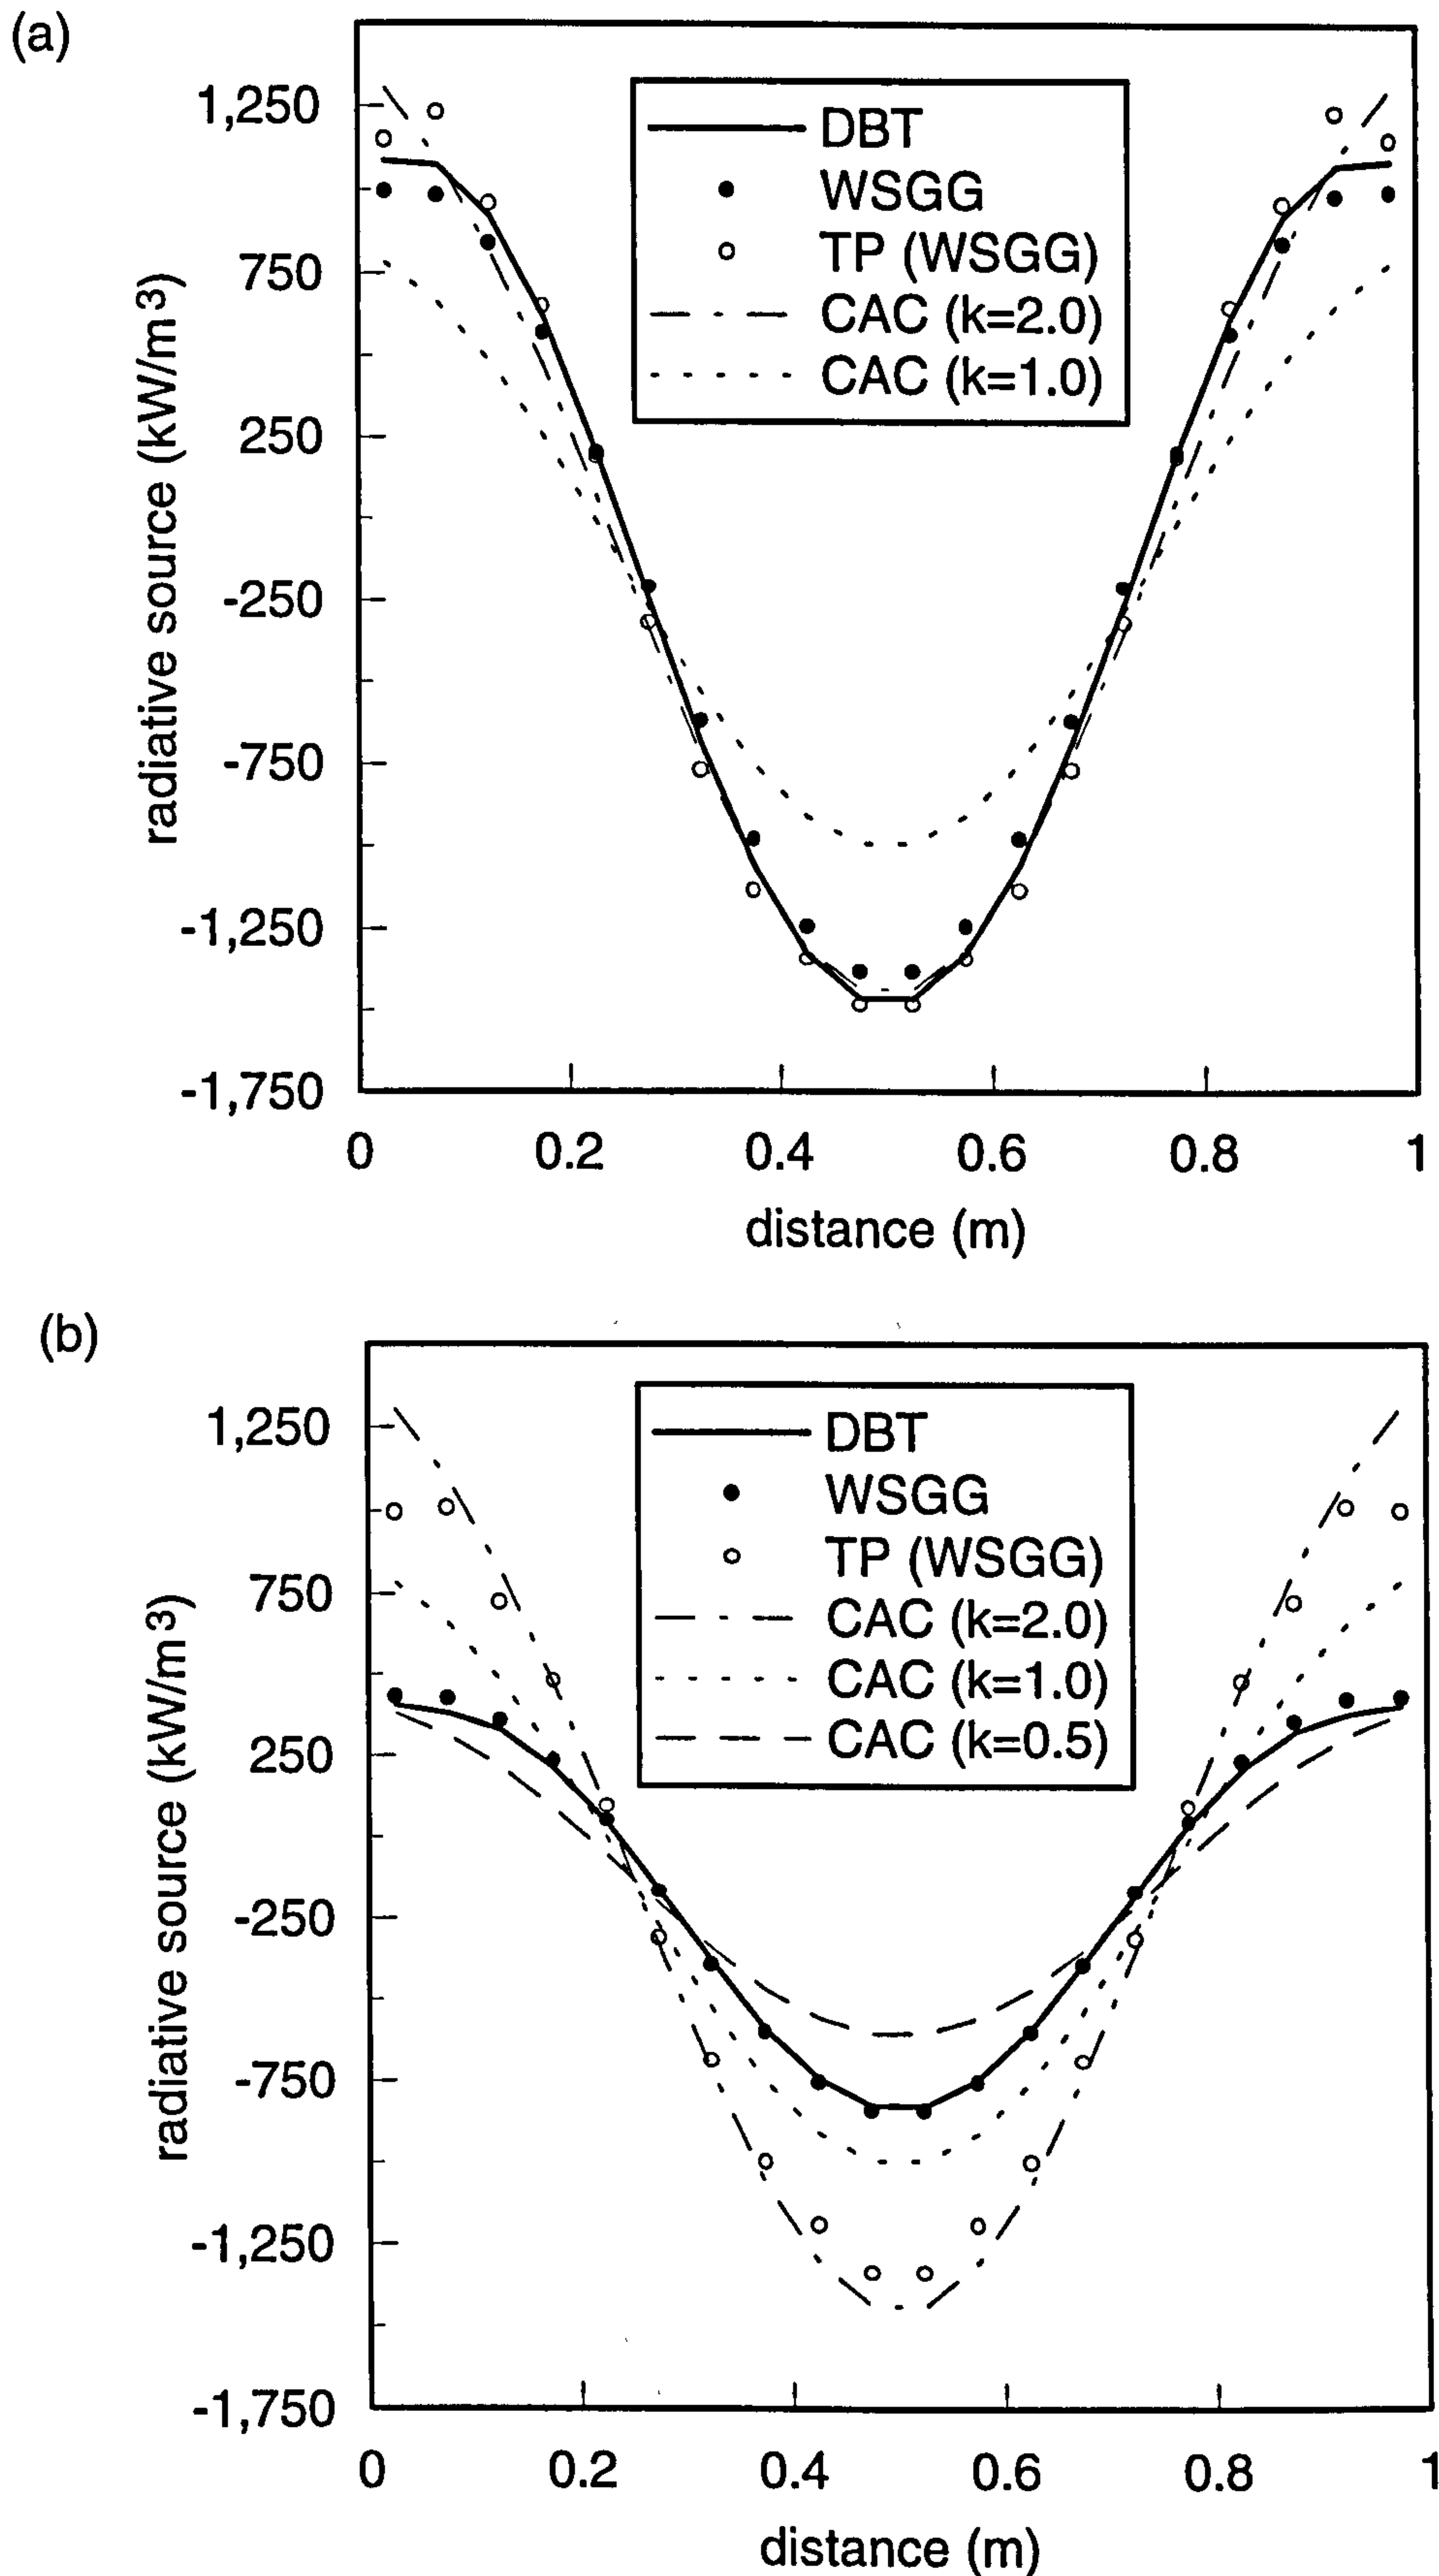 (a)
1,250
750
250
-250
-750
-1,250
-1,750
radiative source (kW/m³)
DBT
WSGG
TP (WSGG)
CAC (k=2.0)
CAC (k=1.0)
0 0.2 0.4 0.6 0.8 1
distance (m)
(b)
1,250
750
250
-250
-750
-1,250
-1,750
radiative source (kW/m³)
DBT
WSGG
TP (WSGG)
CAC (k=2.0)
CAC (k=1.0)
CAC (k=0.5)
0 0.2 0.4 0.6 0.8 1
distance (m)